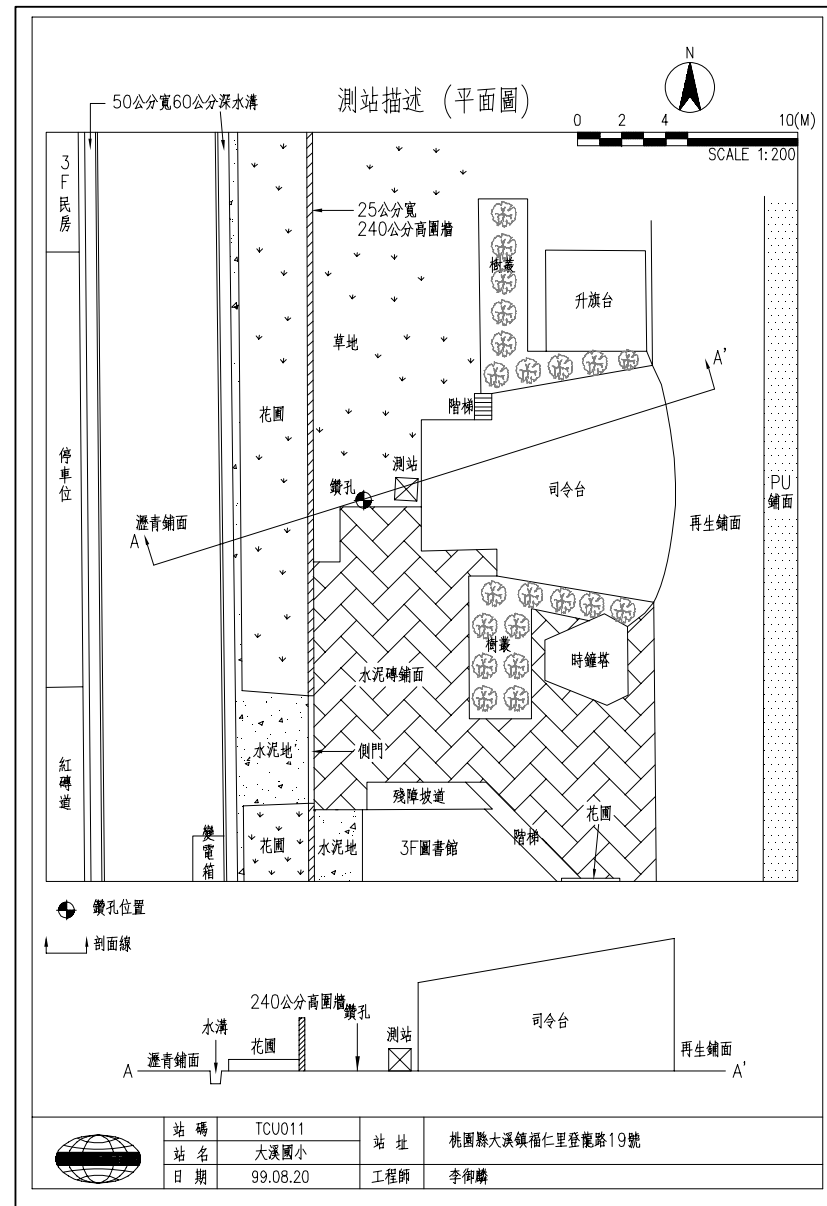 測站描述 (平面圖)
N
50公分寬60公分深水溝
0 2 4 10(M)
SCALE 1:200
3F民房
25公分寬
240公分高圍牆
樹叢
升旗台
草地
A'
花圃
階梯
停車位
測站
鑽孔
司令台
PU
鋪面
瀝青鋪面
再生鋪面
A
樹叢
時鐘塔
水泥磚鋪面
水泥地
側門
紅磚道
殘障坡道
花圃
變電箱
花圃
水泥地
3F圖書館
階梯
鑽孔位置
剖面線
240公分高圍牆
鑽孔
水溝
測站
司令台
瀝青鋪面
花圃
再生鋪面
A
A'
站碼 TCU011 站址 桃園縣大溪鎮福仁里登龍路19號
站名 大溪國小
日期 99.08.20 工程師 李御麟